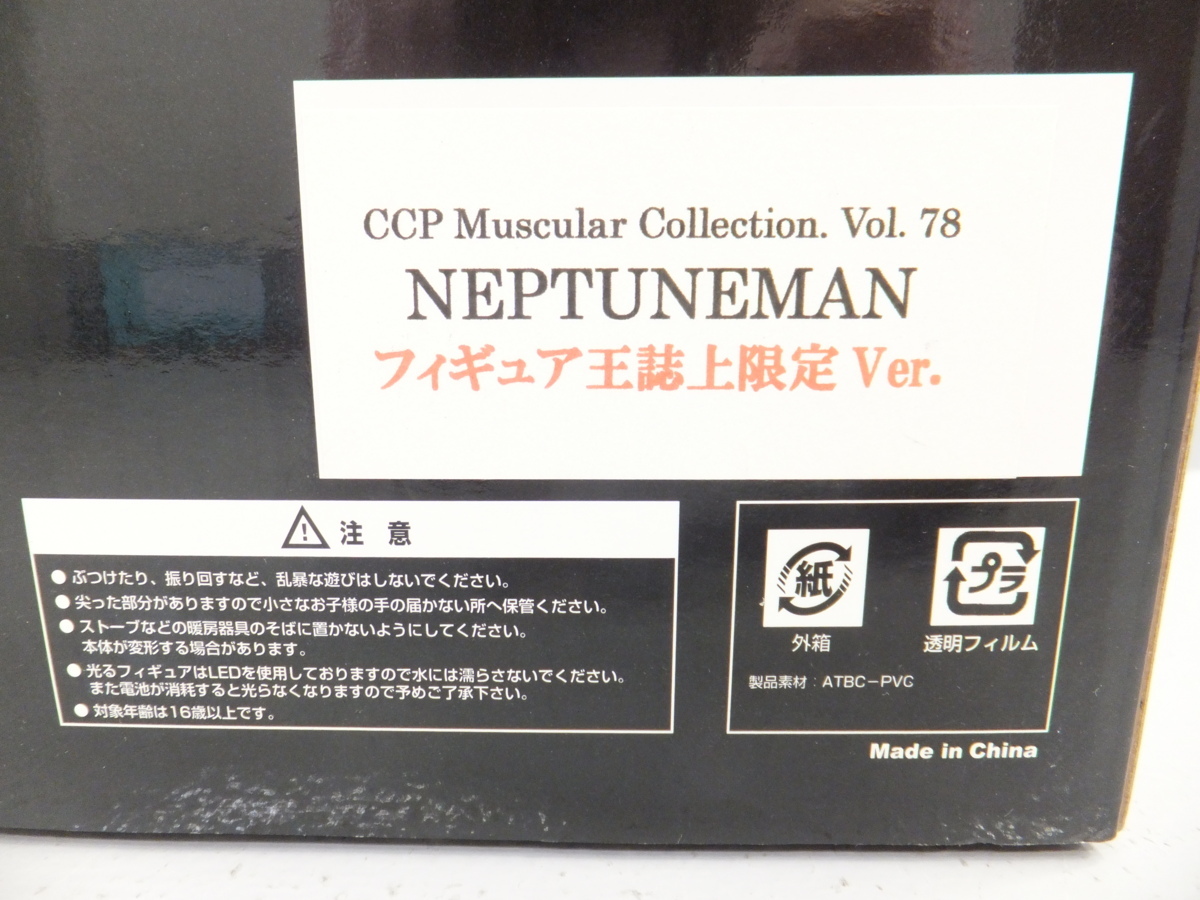 CCP Muscular Collection. Vol. 78
NEPTUNEMAN
フィギュア王誌上限定 Ver.
注 意
●ぶつけたり、振り回すなど、乱暴な遊びはしないでください。
●尖った部分がありますので小さなお子様の手の届かない所へ保管ください。
●ストーブなどの暖房器具のそばに置かないようにしてください。
本体が変形する場合があります。
●光るフィギュアはLEDを使用しておりますので水には濡らさないでください。
また電池が消耗すると光らなくなりますので予めご了承下さい。
●対象年齢は16歳以上です。
紙
外箱
プラ
透明フィルム
製品素材：ATBC-PVC
Made in China